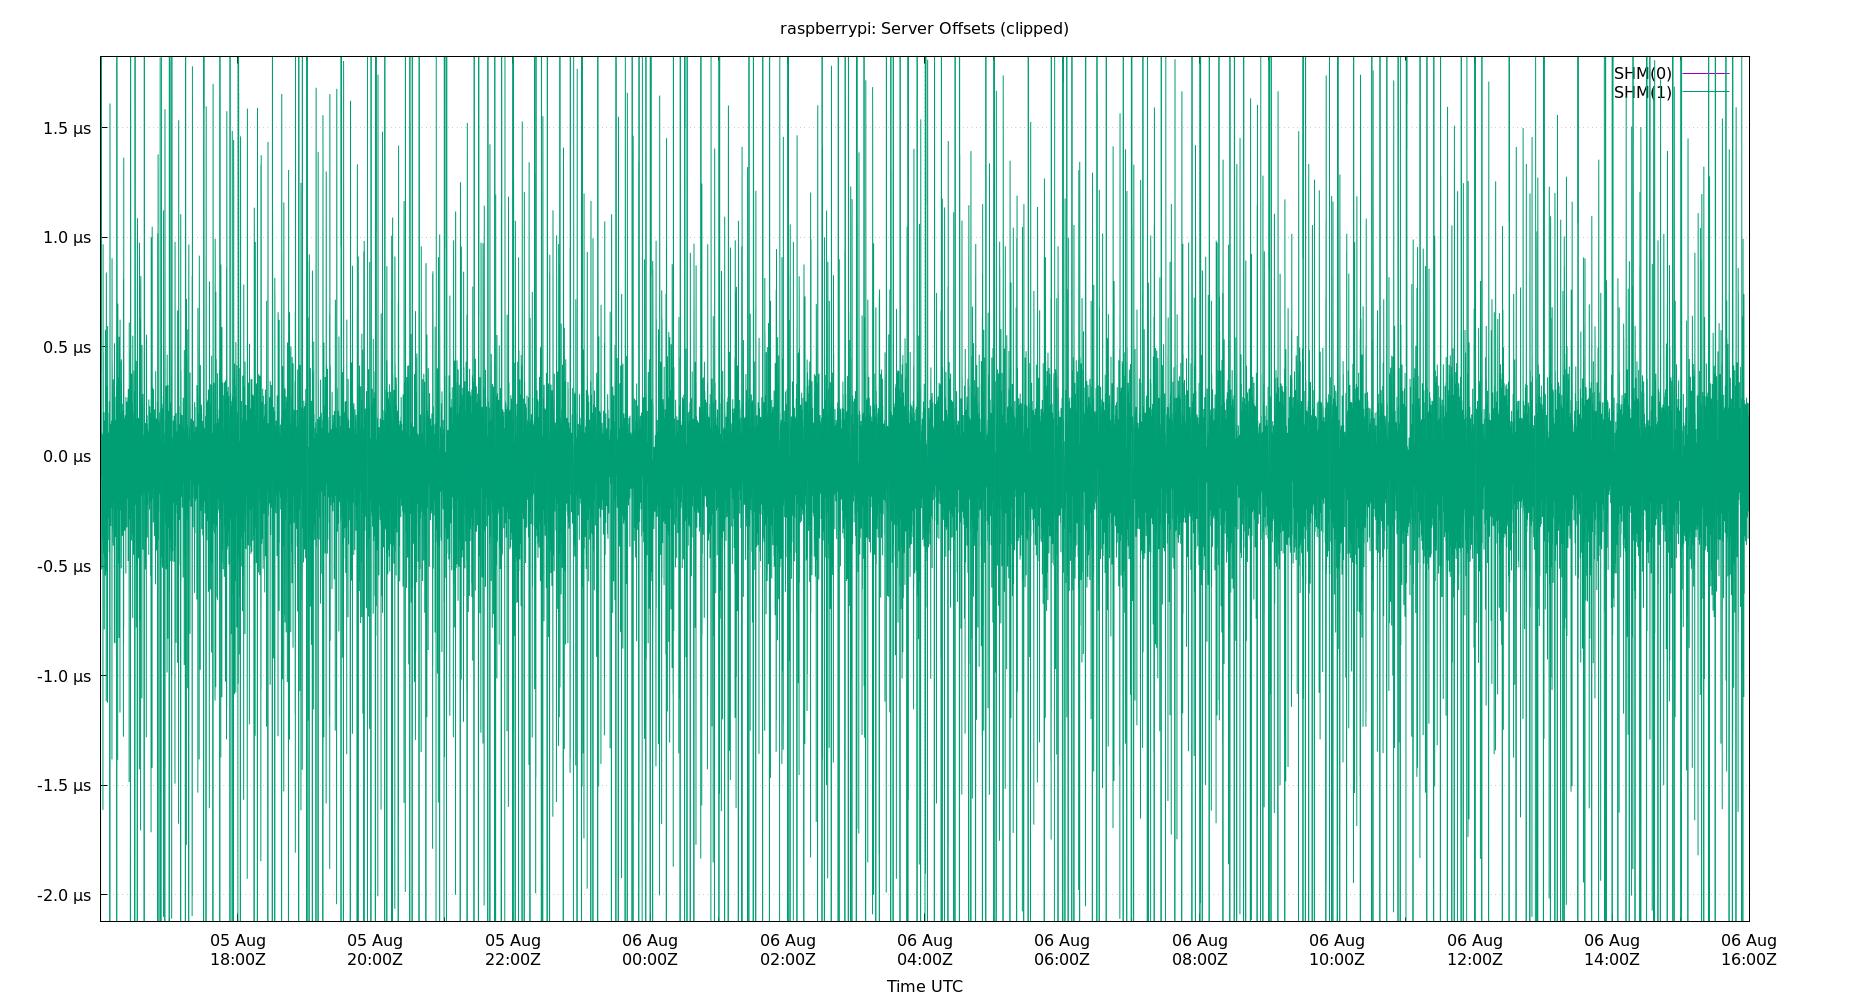 raspberrypi: Server Offsets (clipped)
SHM(0)
SHM(1)
1.5 µs
1.0 µs
0.5 µs
0.0 µs
-0.5 µs
-1.0 µs
-1.5 µs
-2.0 µs
05 Aug 05 Aug 05 Aug 06 Aug 06 Aug 06 Aug 06 Aug 06 Aug 06 Aug 06 Aug 06 Aug 06 Aug
18:00Z 20:00Z 22:00Z 00:00Z 02:00Z 04:00Z 06:00Z 08:00Z 10:00Z 12:00Z 14:00Z 16:00Z
Time UTC